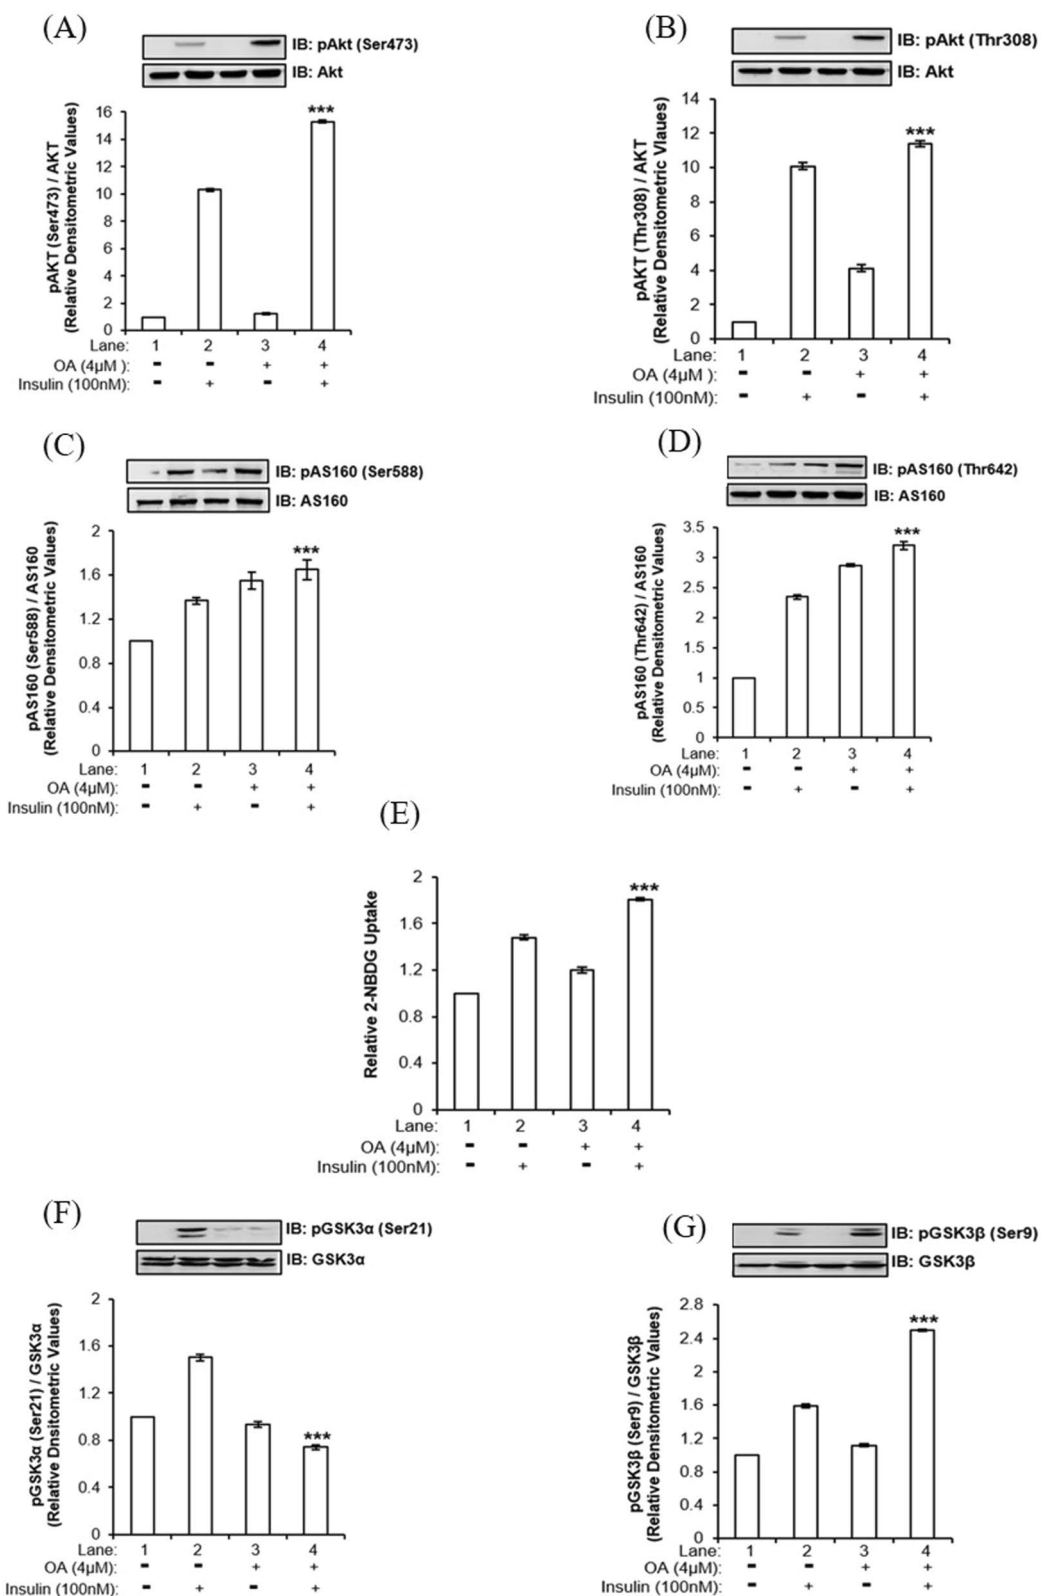 (A)
IB: pAkt (Ser473)
IB: Akt
pAKT (Ser473) / AKT
(Relative Densitometric Values)
16
14
12
10
8
6
4
2
0
***
Lane: 1 2 3 4
OA (4µM ): - - + +
Insulin (100nM): - + - +
(B)
IB: pAkt (Thr308)
IB: Akt
pAKT (Thr308) / AKT
(Relative Densitometric Vlaues)
14
12
10
8
6
4
2
0
***
Lane: 1 2 3 4
OA (4µM ): - - + +
Insulin (100nM): - + - +
(C)
IB: pAS160 (Ser588)
IB: AS160
pAS160 (Ser588) / AS160
(Relative Densitometric Values)
2
1.6
1.2
0.8
0.4
0
***
Lane: 1 2 3 4
OA (4µM): - - + +
Insulin (100nM): - + - +
(D)
IB: pAS160 (Thr642)
IB: AS160
pAS160 (Thr642) / AS160
(Relative Densitometric Values)
3.5
3
2.5
2
1.5
1
0.5
0
***
Lane: 1 2 3 4
OA (4µM): - - + +
Insulin (100nM): - + - +
(E)
Relative 2-NBDG Uptake
2
1.6
1.2
0.8
0.4
0
***
Lane: 1 2 3 4
OA (4µM): - - + +
Insulin (100nM): - + - +
(F)
IB: pGSK3α (Ser21)
IB: GSK3α
pGSK3α (Ser21) / GSK3α
(Relative Dnsitometric Values)
2
1.6
1.2
0.8
0.4
0
***
Lane: 1 2 3 4
OA (4µM): - - + +
Insulin (100nM): - + - +
(G)
IB: pGSK3β (Ser9)
IB: GSK3β
pGSK3β (Ser9) / GSK3β
(Relative Densitometric Values)
2.8
2.4
2
1.6
1.2
0.8
0.4
0
***
Lane: 1 2 3 4
OA (4µM): - - + +
Insulin (100nM): - + - +